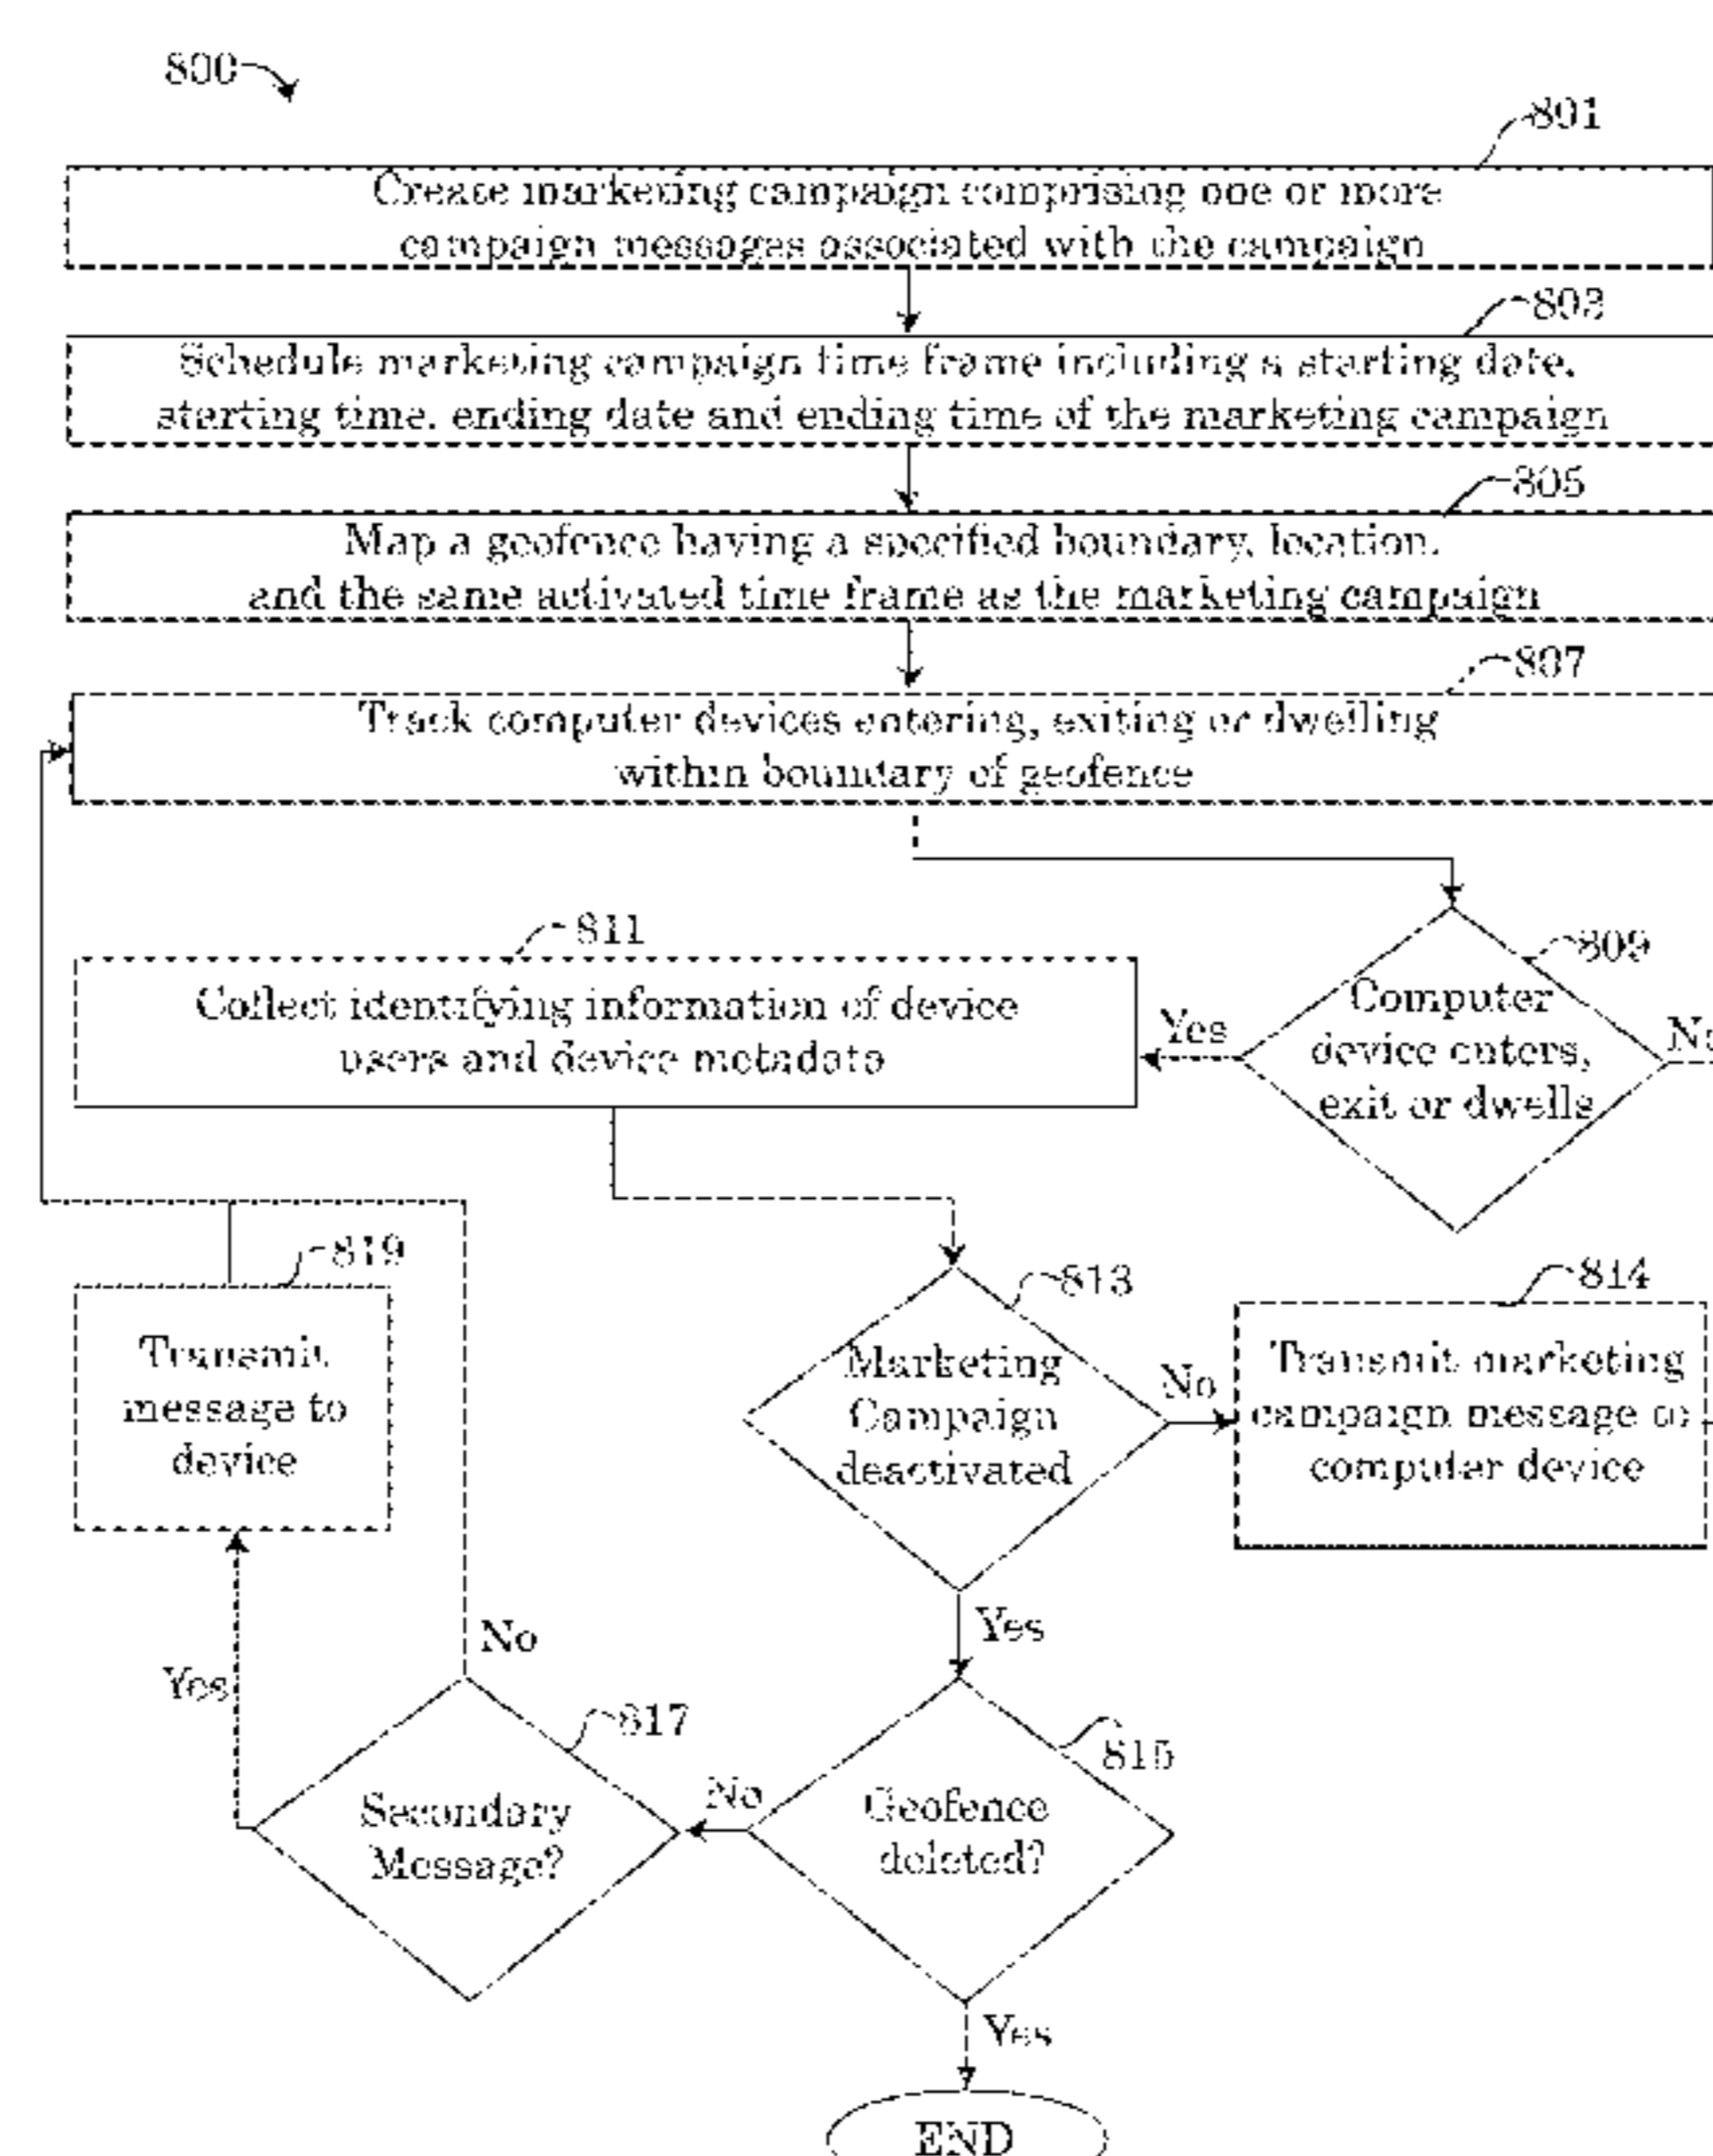 800
801
Create marketing campaign comprising one or more
campaign messages associated with the campaign
803
Schedule marketing campaign time frame including a starting date,
starting time, ending date and ending time of the marketing campaign
805
Map a geofence having a specified boundary, location,
and the same activated time frame as the marketing campaign
807
Track computer devices entering, exiting or dwelling
within boundary of geofence
811
Collect identifying information of device
users and device metadata
809
Computer
device enters,
exit or dwells
Yes
No
819
Transmit
message to
device
813
Marketing
Campaign
deactivated
No
814
Transmit marketing
campaign message to
computer device
Yes
No
Yes
817
Secondary
Message?
No
815
Geofence
deleted?
Yes
END